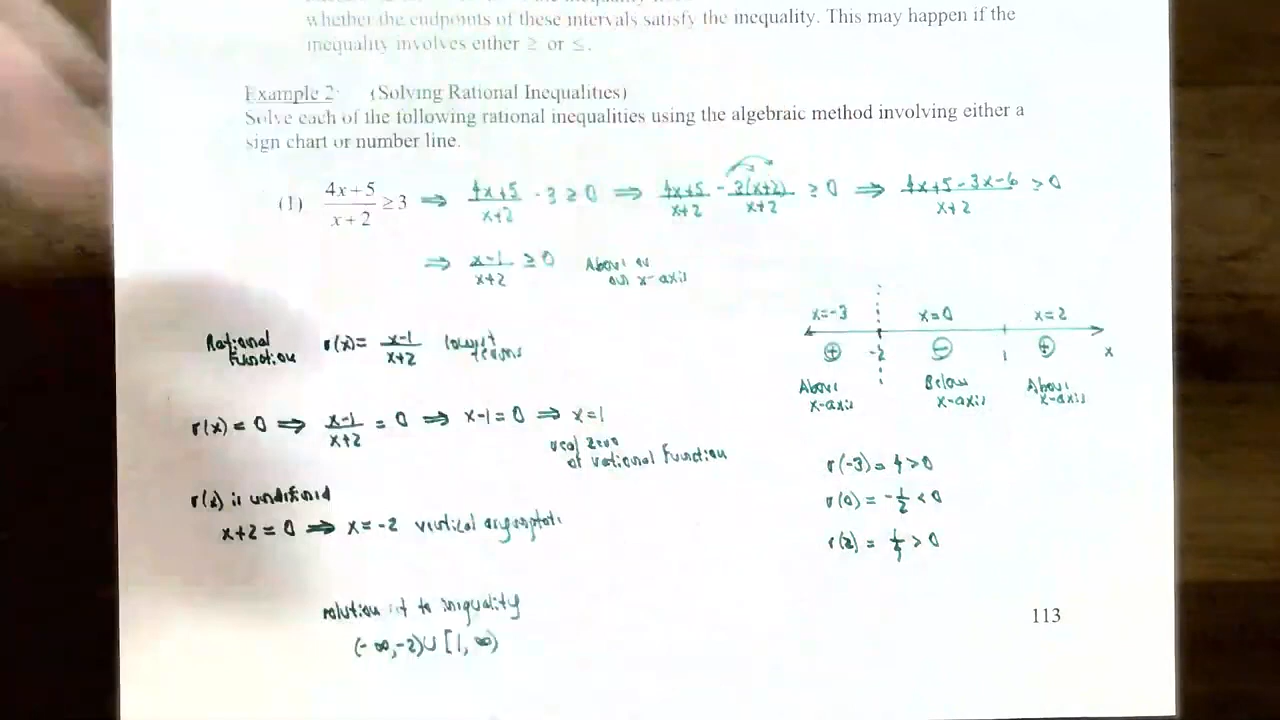 whether the endpoints of these intervals satisfy the inequality. This may happen if the
inequality involves either ≥ or ≤.
Example 2: (Solving Rational Inequalities)
Solve each of the following rational inequalities using the algebraic method involving either a
sign chart or number line.
(1) (4x+5)/(x+2) ≥ 3 ⇒ (4x+5)/(x+2) - 3 ≥ 0 ⇒ (4x+5)/(x+2) - 3(x+2)/(x+2) ≥ 0 ⇒ (4x+5-3x-6)/(x+2) ≥ 0
⇒ (x-1)/(x+2) ≥ 0 Above or
on x-axis
x=-3 x=0 x=2
⊕ -2 ⊖ 1 ⊕ x
Above Below Above
x-axis x-axis x-axis
Rational
Function r(x)= (x-1)/(x+2) lowest
terms
r(x) = 0 ⇒ (x-1)/(x+2) = 0 ⇒ x-1=0 ⇒ x=1
real zero
of rational function
r(-3) = 4 > 0
r(0) = -1/2 < 0
r(2) = 1/4 > 0
r(x) is undefined
x+2=0 ⇒ x=-2 vertical asymptote
solution set to inequality
(-∞,-2)∪[1,∞)
113